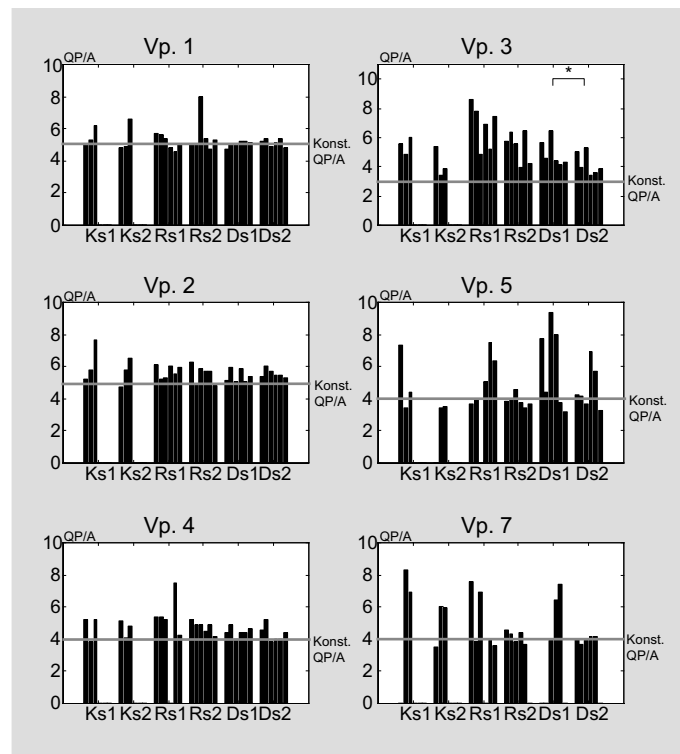 Vp. 1
QP/A
10
8
6
4
2
0
Konst.
QP/A
Ks1 Ks2 Rs1 Rs2 Ds1 Ds2
Vp. 3
QP/A
*
10
8
6
4
2
0
Konst.
QP/A
Ks1 Ks2 Rs1 Rs2 Ds1 Ds2
Vp. 2
QP/A
10
8
6
4
2
0
Konst.
QP/A
Ks1 Ks2 Rs1 Rs2 Ds1 Ds2
Vp. 5
QP/A
10
8
6
4
2
0
Konst.
QP/A
Ks1 Ks2 Rs1 Rs2 Ds1 Ds2
Vp. 4
QP/A
10
8
6
4
2
0
Konst.
QP/A
Ks1 Ks2 Rs1 Rs2 Ds1 Ds2
Vp. 7
QP/A
10
8
6
4
2
0
Konst.
QP/A
Ks1 Ks2 Rs1 Rs2 Ds1 Ds2